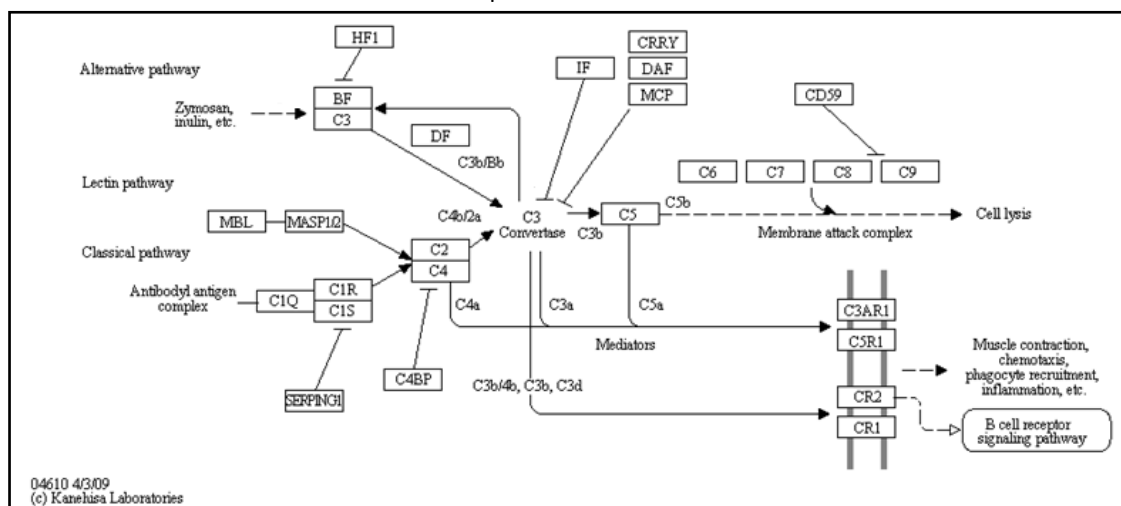 HF1
CRRY
DAF
MCP
IF
CD59
Alternative pathway
BF
C3
Zymosan,
inulin, etc.
DF
C3b/Bb
C6
C7
C8
C9
Lectin pathway
MBL
MASP1/2
C4b/2a
C3
Convertase
C3b
C5
C5b
Membrane attack complex
Cell lysis
Classical pathway
C2
C4
Antibodyl antigen
complex
C1Q
C1R
C1S
C4a
C3a
C5a
Mediators
C3AR1
C5R1
Muscle contraction,
chemotaxis,
phagocyte recruitment,
inflammation, etc.
SERPING1
C4BP
C3b/4b, C3b, C3d
CR2
CR1
B cell receptor
signaling pathway
04610 4/3/09
(c) Kanehisa Laboratories